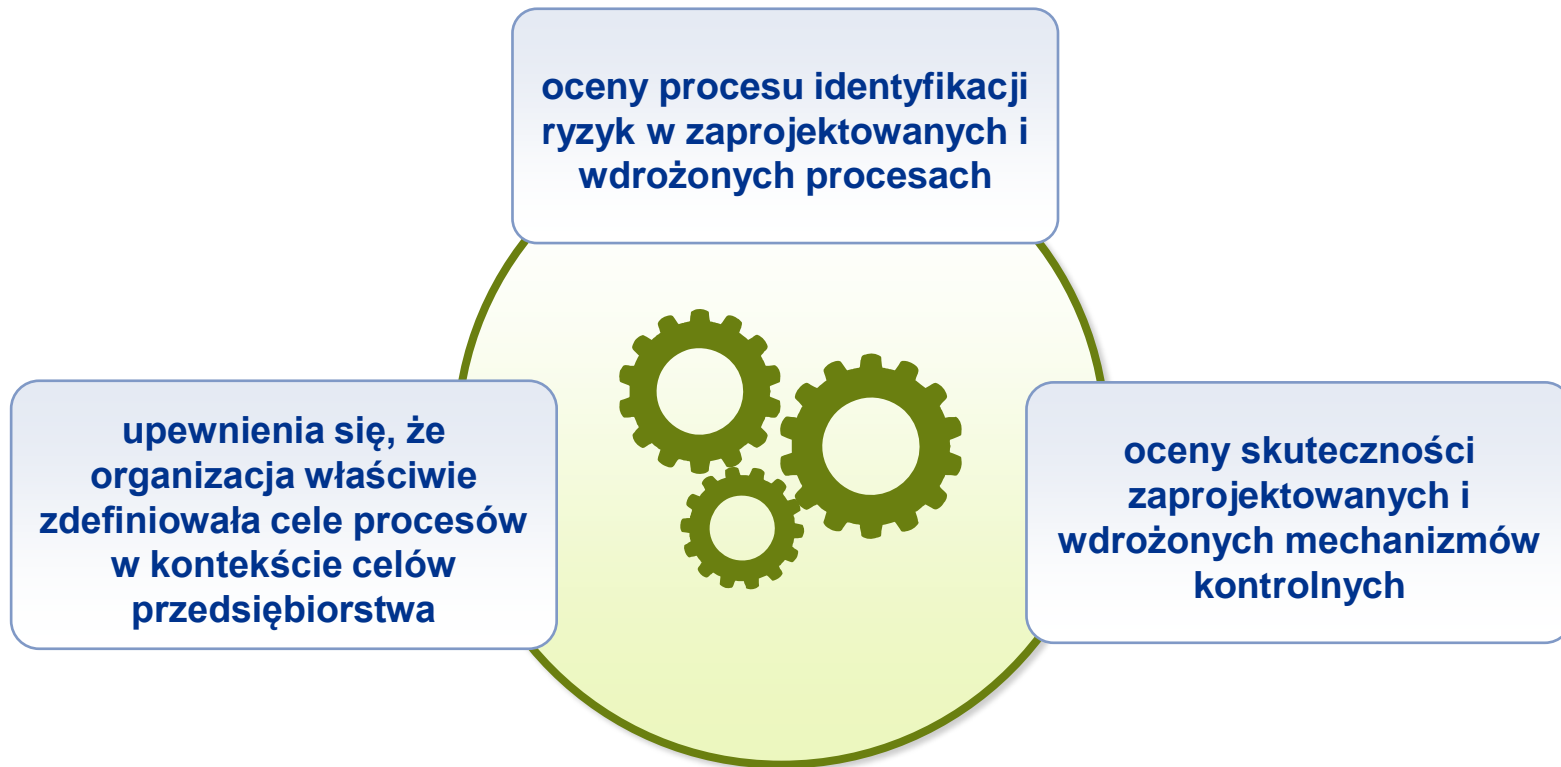 oceny procesu identyfikacji
ryzyk w zaprojektowanych i
wdrożonych procesach
upewnienia się, że
organizacja właściwie
zdefiniowała cele procesów
w kontekście celów
przedsiębiorstwa
oceny skuteczności
zaprojektowanych i
wdrożonych mechanizmów
kontrolnych